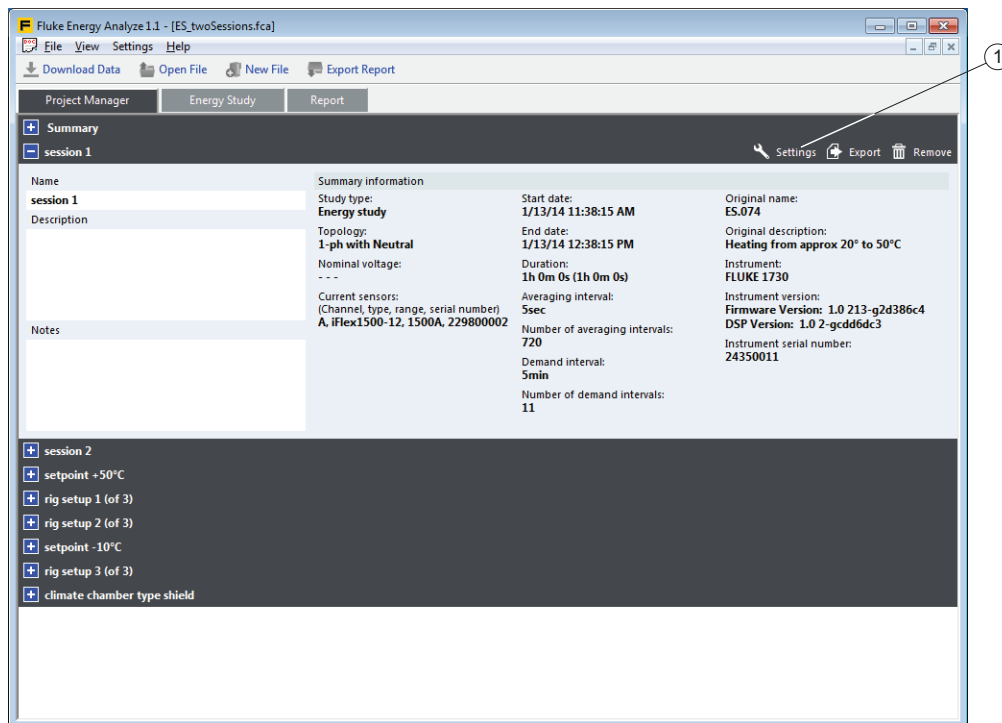 Fluke Energy Analyze 1.1 - [ES_twoSessions.fca]
File View Settings Help
Download Data Open File New File Export Report
Project Manager Energy Study Report
Summary
session 1 Settings Export Remove
1
Name
session 1
Description
Notes
Summary information
Study type:
Energy study
Topology:
1-ph with Neutral
Nominal voltage:
- - -
Current sensors:
(Channel, type, range, serial number)
A, iFlex1500-12, 1500A, 229800002
Start date:
1/13/14 11:38:15 AM
End date:
1/13/14 12:38:15 PM
Duration:
1h 0m 0s (1h 0m 0s)
Averaging interval:
5sec
Number of averaging intervals:
720
Demand interval:
5min
Number of demand intervals:
11
Original name:
ES.074
Original description:
Heating from approx 20° to 50°C
Instrument:
FLUKE 1730
Instrument version:
Firmware Version: 1.0 213-g2d386c4
DSP Version: 1.0 2-gcdd6dc3
Instrument serial number:
24350011
session 2
setpoint +50°C
rig setup 1 (of 3)
rig setup 2 (of 3)
setpoint -10°C
rig setup 3 (of 3)
climate chamber type shield